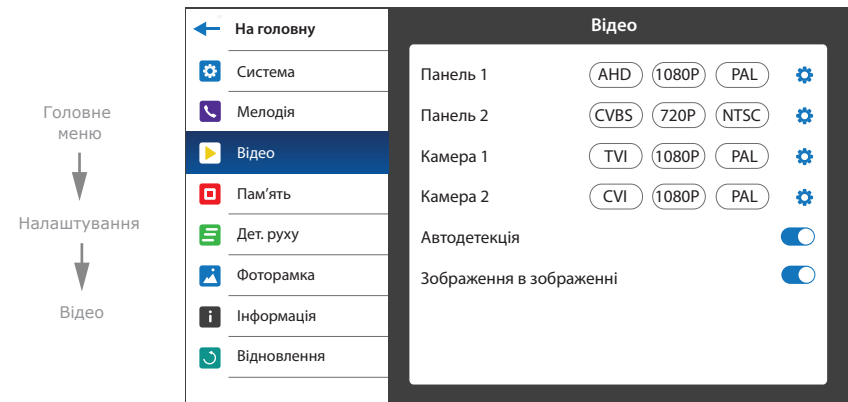 Головне
меню
Налаштування
Відео
На головну
Система
Мелодія
Відео
Пам’ять
Дет. руху
Фоторамка
Інформація
Відновлення
Відео
Панель 1 AHD 1080P PAL
Панель 2 CVBS 720P NTSC
Камера 1 TVI 1080P PAL
Камера 2 CVI 1080P PAL
Автодетекція
Зображення в зображенні